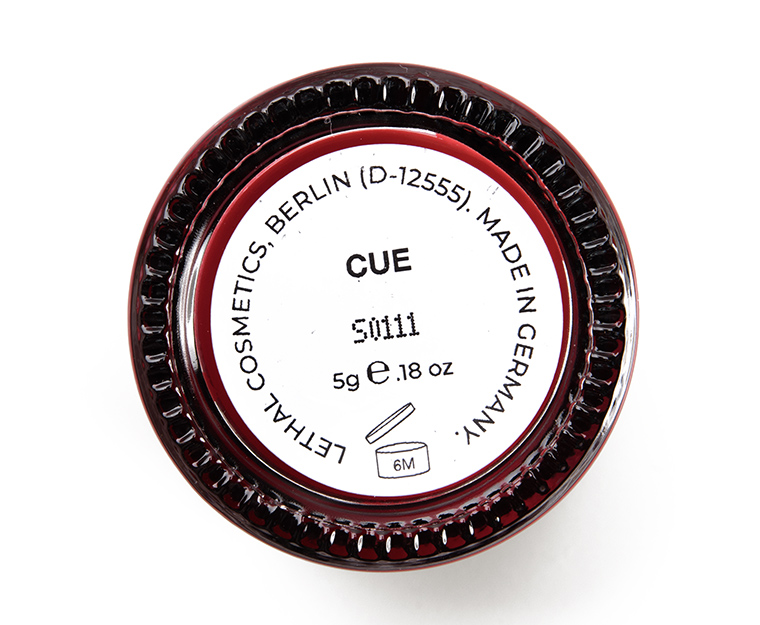 LETHAL COSMETICS, BERLIN (D-12555). MADE IN GERMANY.
CUE
S0111
5g e .18 oz
6M